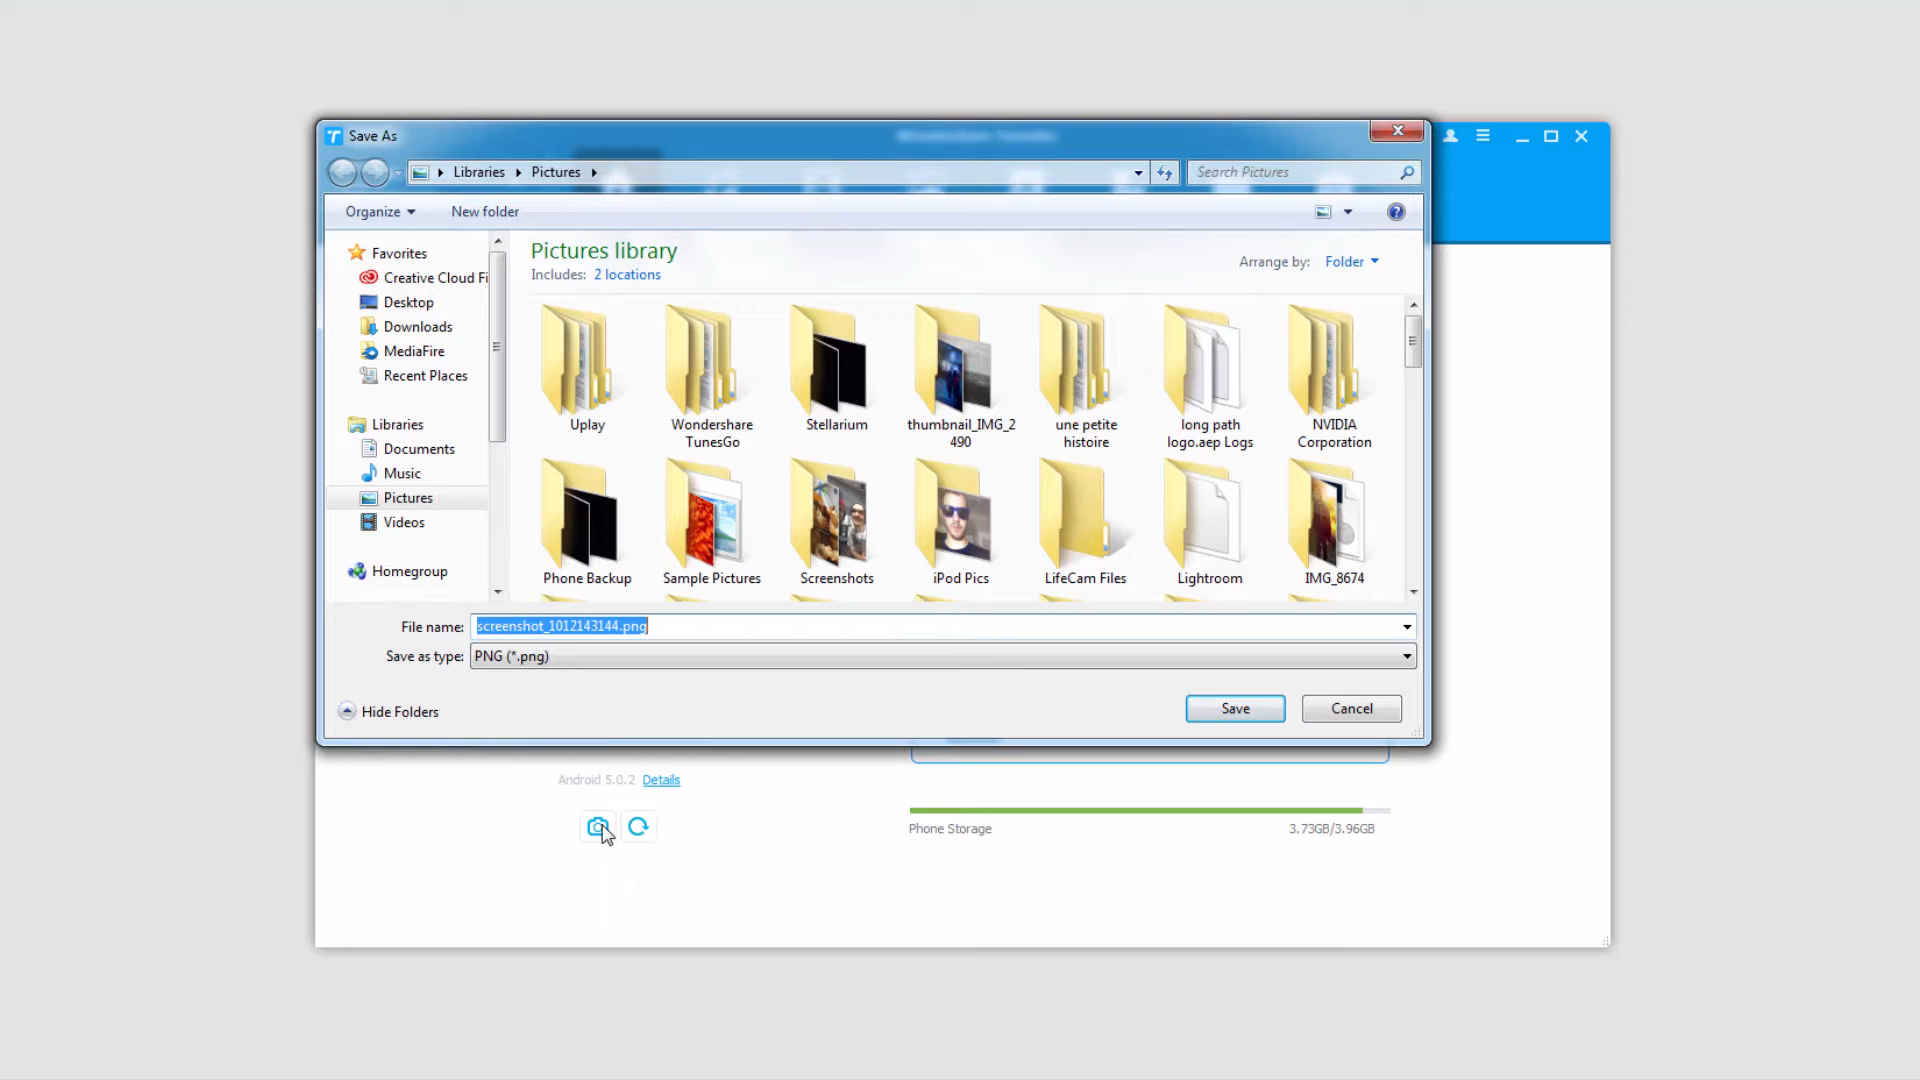 Save As
Libraries
Pictures
Search Pictures
Organize
New folder
Favorites
Creative Cloud Fi
Desktop
Downloads
MediaFire
Recent Places
Libraries
Documents
Music
Pictures
Videos
Homegroup
Pictures library
Includes: 2 locations
Arrange by: Folder
Uplay
Wondershare
TunesGo
Stellarium
thumbnail_IMG_2
490
une petite
histoire
long path
logo.aep Logs
NVIDIA
Corporation
Phone Backup
Sample Pictures
Screenshots
iPod Pics
LifeCam Files
Lightroom
IMG_8674
File name: screenshot_1012143144.png
Save as type: PNG (*.png)
Hide Folders
Save
Cancel
Android 5.0.2 Details
Phone Storage
3.73GB/3.96GB